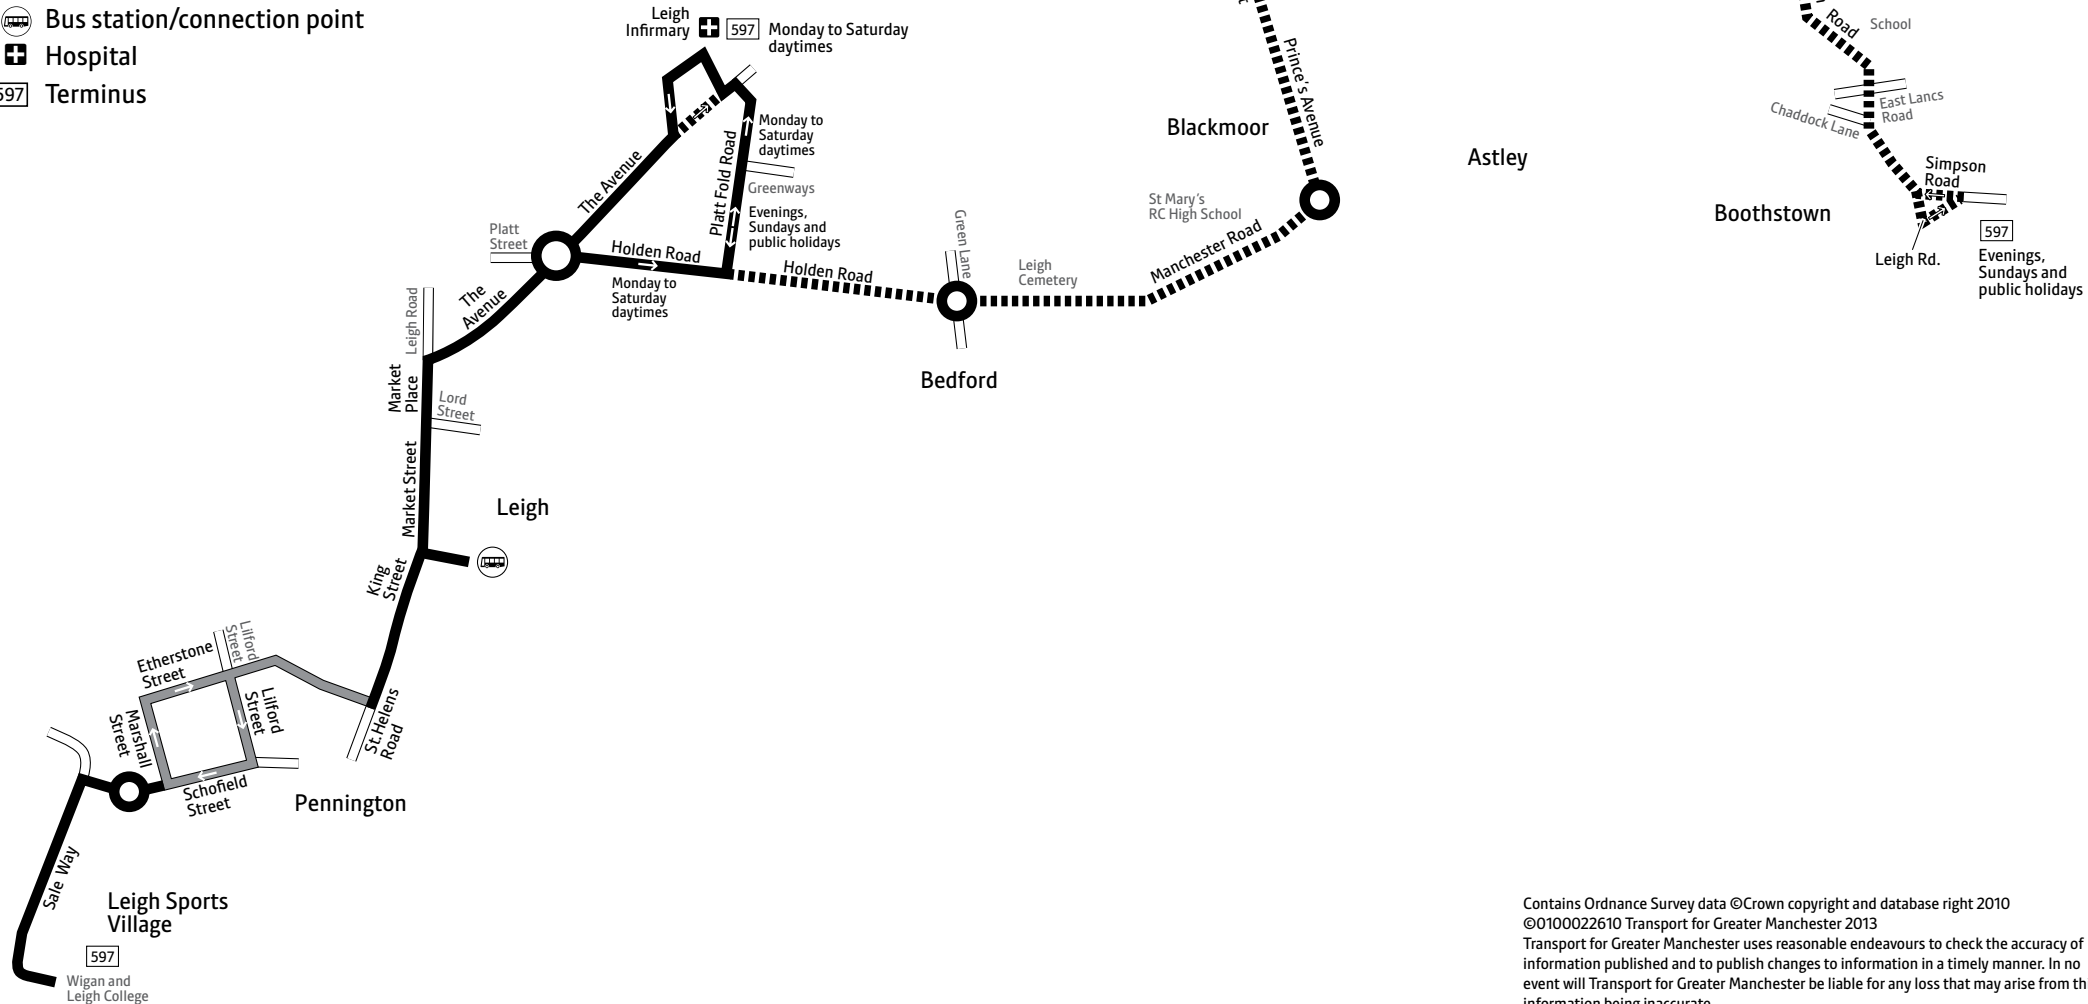 Bus station/connection point
Hospital
597 Terminus
Leigh
Infirmary
597
Monday to Saturday
daytimes
Prince's Avenue
Road
School
East Lancs
Road
Chaddock Lane
Simpson
Road
Boothstown
Leigh Rd.
597
Evenings,
Sundays and
public holidays
Astley
Blackmoor
St Mary's
RC High School
Manchester Road
Leigh
Cemetery
Green Lane
Bedford
Holden Road
Monday to
Saturday
daytimes
Greenways
Platt Fold Road
Evenings,
Sundays and
public holidays
The Avenue
Platt
Street
Holden Road
Monday to
Saturday
daytimes
The
Avenue
Leigh Road
Market
Place
Lord
Street
Market Street
Leigh
King
Street
Lilford
Street
Etherstone
Street
Lilford
Street
Marshall
Street
St.Helens
Road
Schofield
Street
Pennington
Sale Way
Leigh Sports
Village
597
Wigan and
Leigh College
Contains Ordnance Survey data ©Crown copyright and database right 2010
©0100022610 Transport for Greater Manchester 2013
Transport for Greater Manchester uses reasonable endeavours to check the accuracy of
information published and to publish changes to information in a timely manner. In no
event will Transport for Greater Manchester be liable for any loss that may arise from th
information being inaccurate